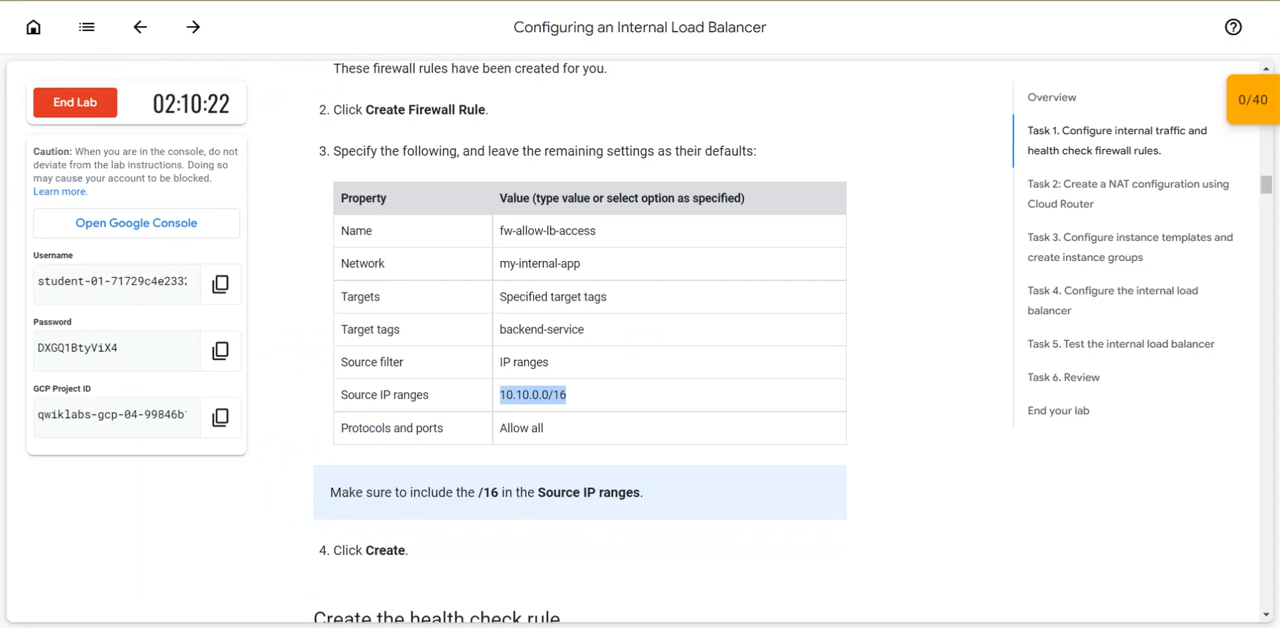 Configuring an Internal Load Balancer
End Lab
02:10:22
Caution: When you are in the console, do not
deviate from the lab instructions. Doing so
may cause your account to be blocked.
Learn more.
Open Google Console
Username
student-01-71729c4e233
Password
DXGQ1BtyViX4
GCP Project ID
qwiklabs-gcp-04-99846b
These firewall rules have been created for you.
2. Click Create Firewall Rule.
3. Specify the following, and leave the remaining settings as their defaults:
Property Value (type value or select option as specified)
Name fw-allow-lb-access
Network my-internal-app
Targets Specified target tags
Target tags backend-service
Source filter IP ranges
Source IP ranges 10.10.0.0/16
Protocols and ports Allow all
Make sure to include the /16 in the Source IP ranges.
4. Click Create.
Create the health check rule
Overview
Task 1. Configure internal traffic and
health check firewall rules.
Task 2: Create a NAT configuration using
Cloud Router
Task 3. Configure instance templates and
create instance groups
Task 4. Configure the internal load
balancer
Task 5. Test the internal load balancer
Task 6. Review
End your lab
0/40